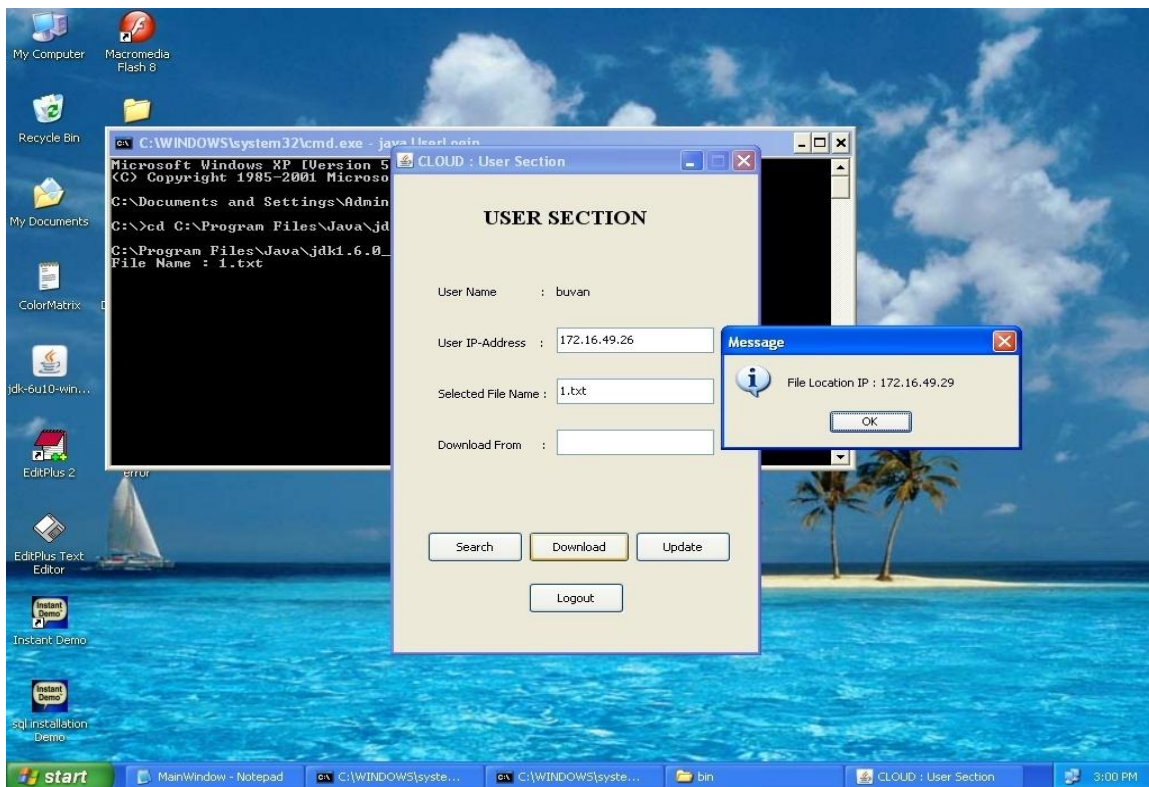 My Computer
Macromedia
Flash 8
Recycle Bin
My Documents
ColorMatrix
jdk-6u10-win...
EditPlus 2
error
EditPlus Text
Editor
Instant Demo
Instant Demo
sql installation
Demo
Instant Demo
C:\WINDOWS\system32\cmd.exe - java UserLogin
Microsoft Windows XP [Version 5
(C) Copyright 1985-2001 Microso
C:\Documents and Settings\Admin
C:\>cd C:\Program Files\Java\jd
C:\Program Files\Java\jdk1.6.0_
File Name : 1.txt
CLOUD : User Section
USER SECTION
User Name : buvan
User IP-Address : 172.16.49.26
Selected File Name : 1.txt
Download From :
Search Download Update
Logout
Message
File Location IP : 172.16.49.29
OK
start
MainWindow - Notepad
C:\WINDOWS\syste...
C:\WINDOWS\syste...
bin
CLOUD : User Section
3:00 PM